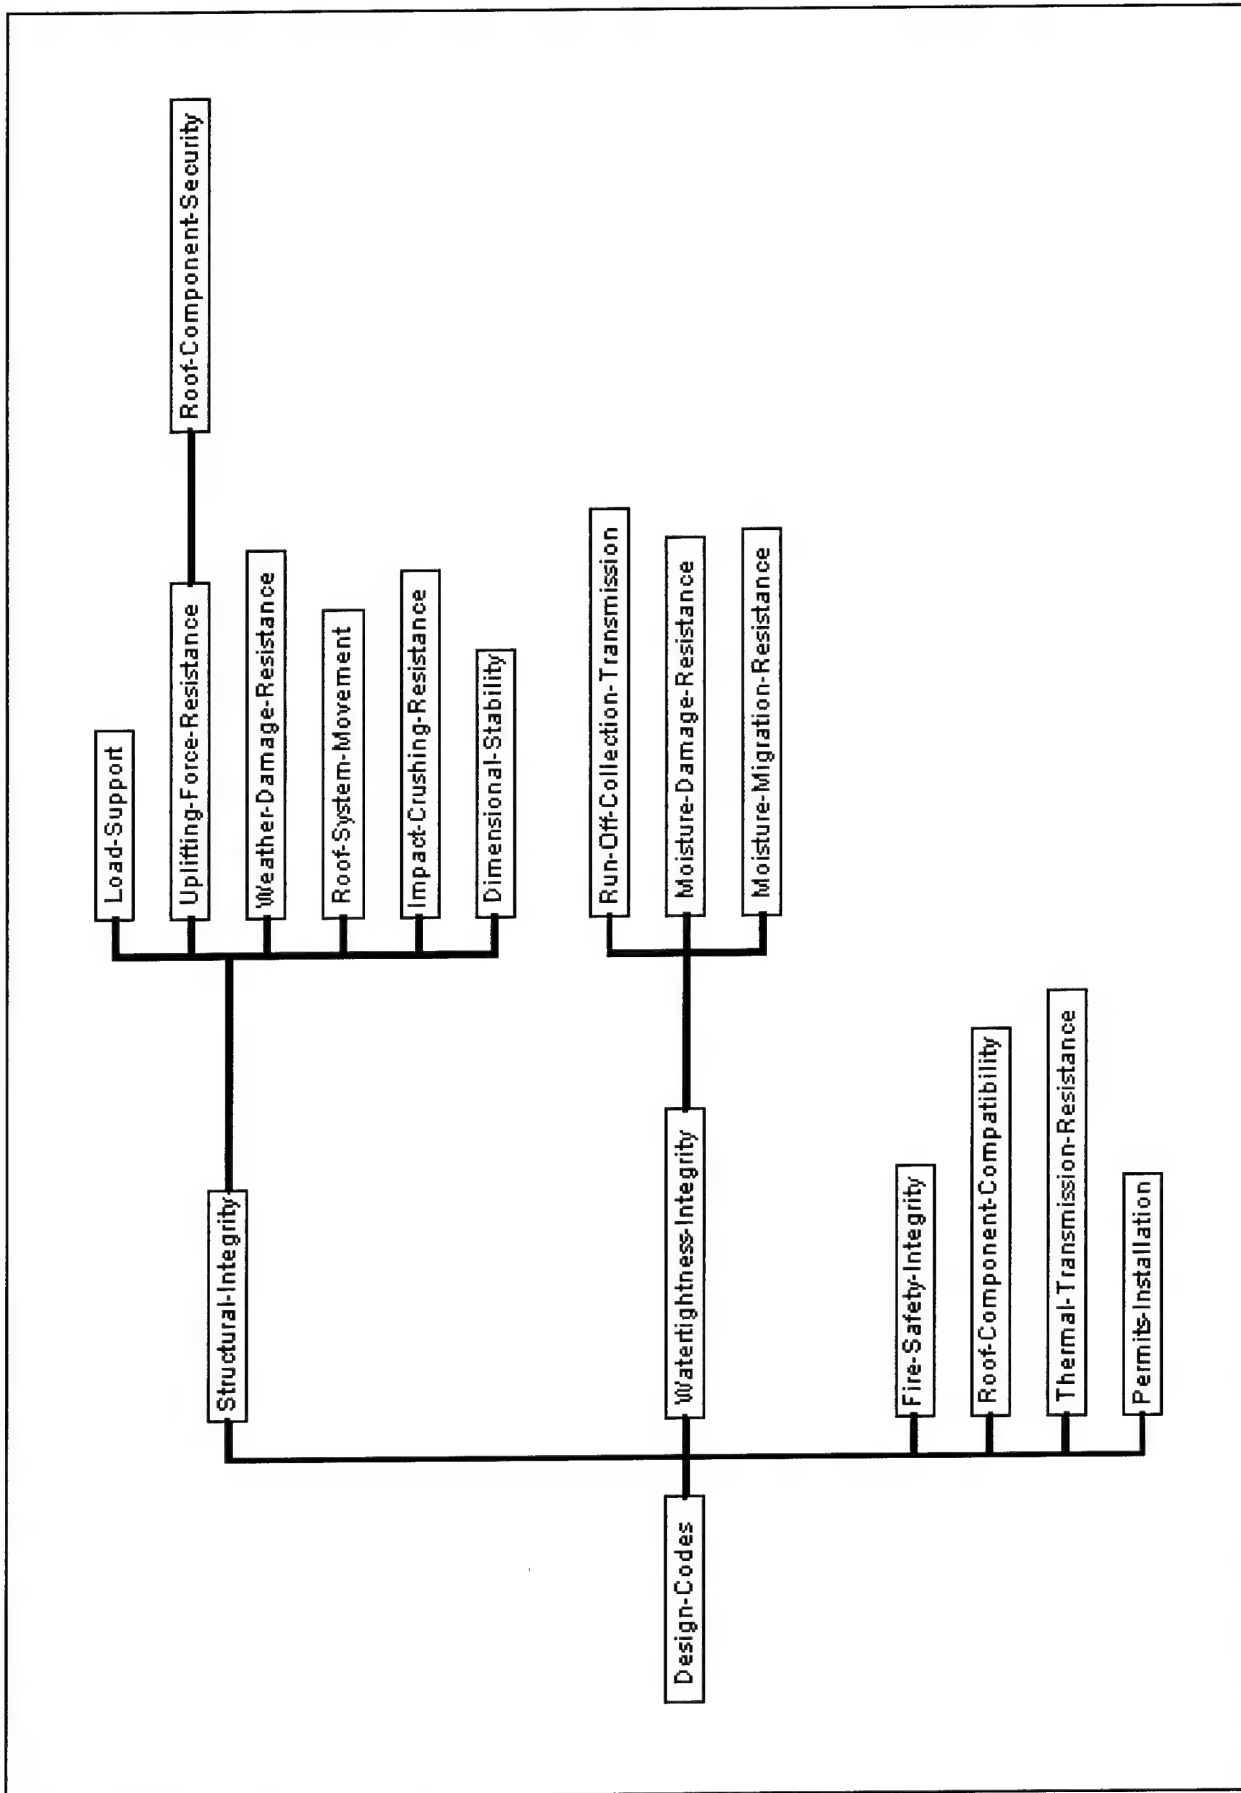 Design-Codes
Structural-Integrity
Load-Support
Uplifting-Force-Resistance
Roof-Component-Security
Weather-Damage-Resistance
Roof-System-Movement
Impact-Crushing-Resistance
Dimensional-Stability
Watertightness-Integrity
Run-Off-Collection-Transmission
Moisture-Damage-Resistance
Moisture-Migration-Resistance
Fire-Safety-Integrity
Roof-Component-Compatibility
Thermal-Transmission-Resistance
Permits-Installation